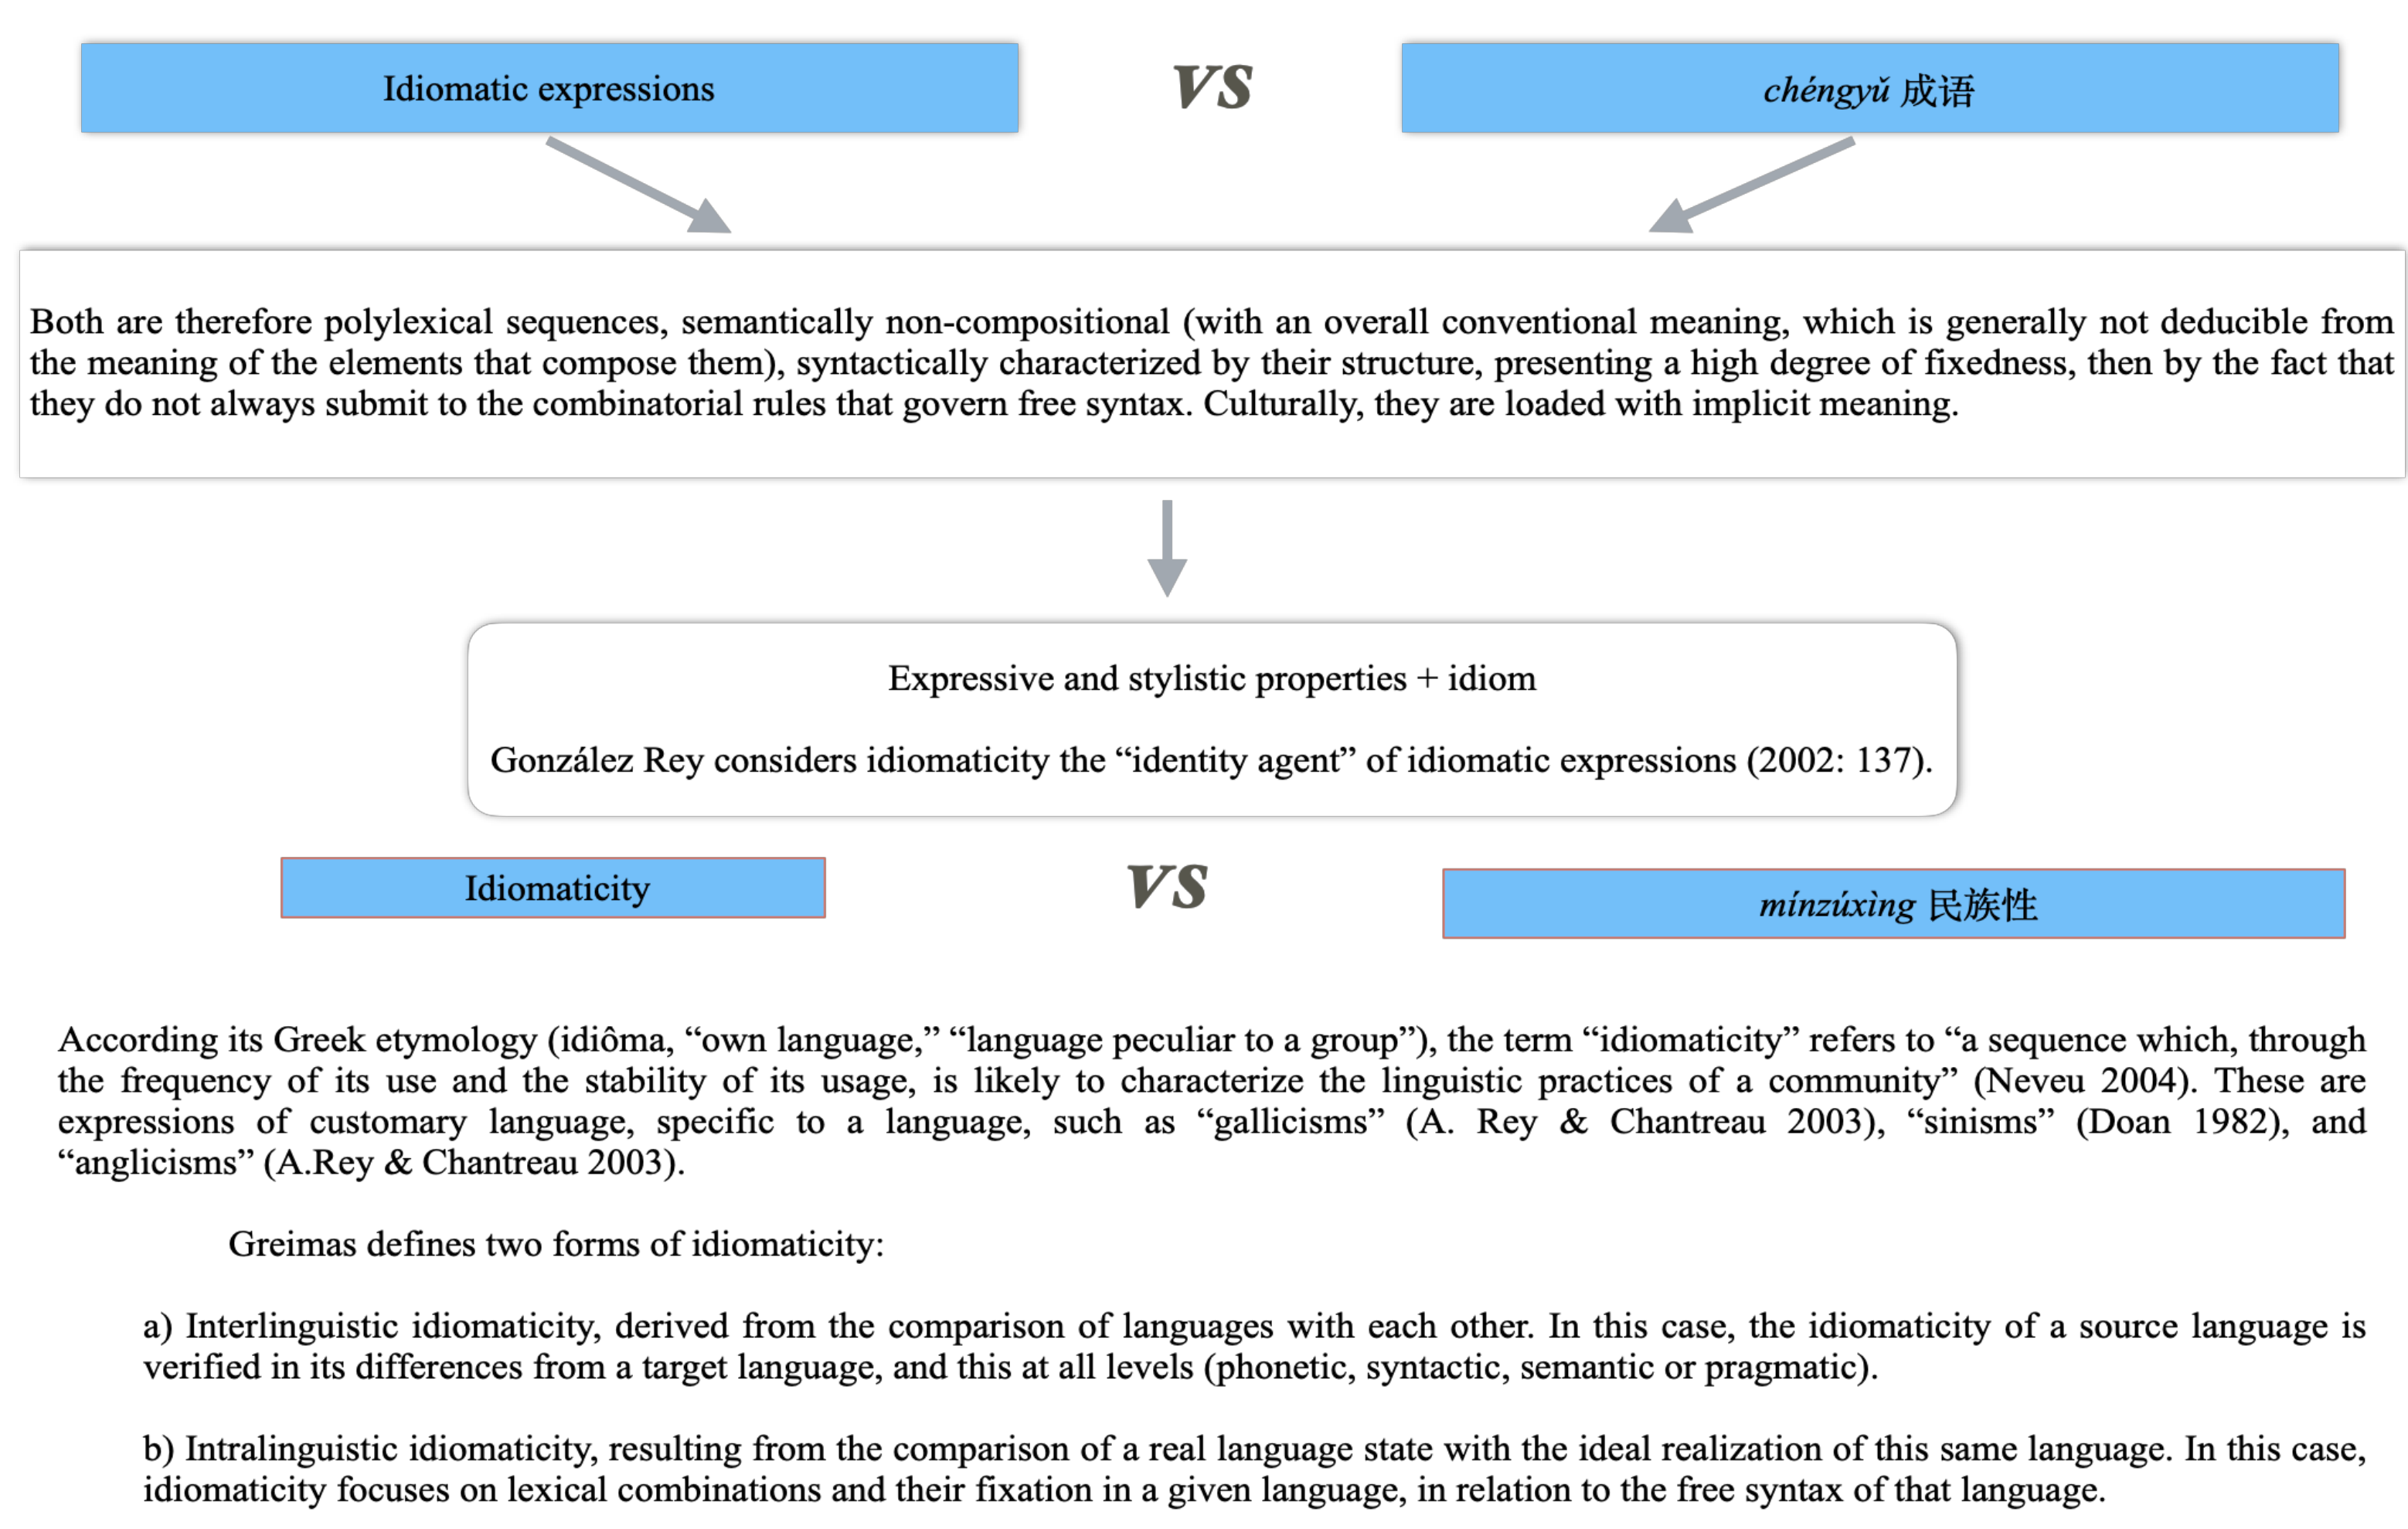 Idiomatic expressions
vs
chéngyǔ 成语
Both are therefore polylexical sequences, semantically non-compositional (with an overall conventional meaning, which is generally not deducible from
the meaning of the elements that compose them), syntactically characterized by their structure, presenting a high degree of fixedness, then by the fact that
they do not always submit to the combinatorial rules that govern free syntax. Culturally, they are loaded with implicit meaning.
Expressive and stylistic properties + idiom
González Rey considers idiomaticity the “identity agent” of idiomatic expressions (2002: 137).
Idiomaticity
vs
mínzúxìng 民族性
According its Greek etymology (idiôma, “own language,” “language peculiar to a group”), the term “idiomaticity” refers to “a sequence which, through
the frequency of its use and the stability of its usage, is likely to characterize the linguistic practices of a community” (Neveu 2004). These are
expressions of customary language, specific to a language, such as “gallicisms” (A. Rey & Chantreau 2003), “sinisms” (Doan 1982), and
“anglicisms” (A.Rey & Chantreau 2003).
Greimas defines two forms of idiomaticity:
a) Interlinguistic idiomaticity, derived from the comparison of languages with each other. In this case, the idiomaticity of a source language is
verified in its differences from a target language, and this at all levels (phonetic, syntactic, semantic or pragmatic).
b) Intralinguistic idiomaticity, resulting from the comparison of a real language state with the ideal realization of this same language. In this case,
idiomaticity focuses on lexical combinations and their fixation in a given language, in relation to the free syntax of that language.